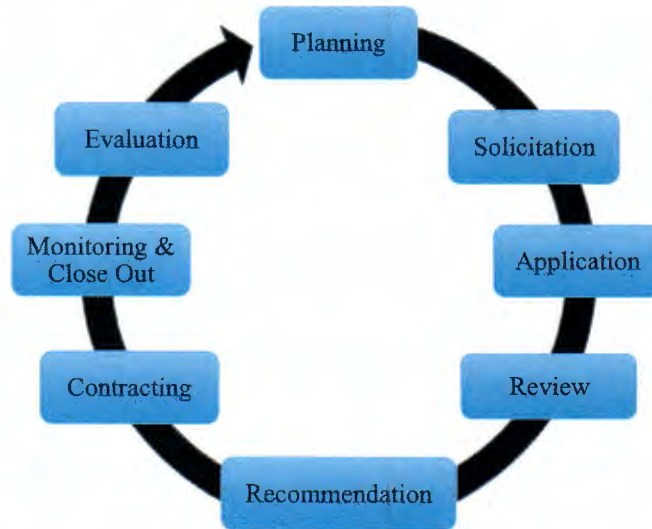 Planning
Solicitation
Application
Review
Recommendation
Contracting
Monitoring &
Close Out
Evaluation